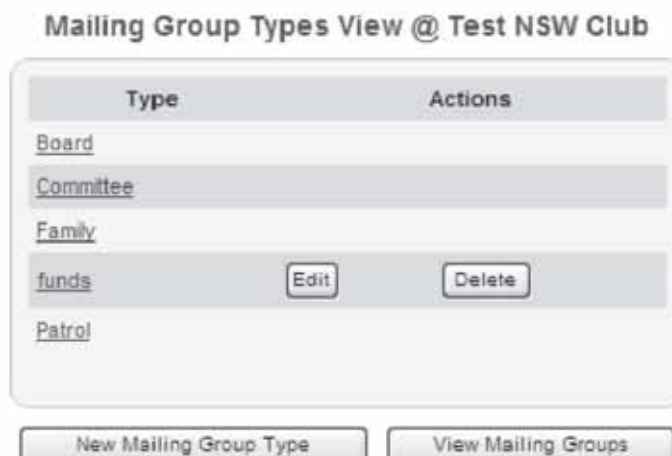 Mailing Group Types View @ Test NSW Club
Type Actions
Board
Committee
Family
funds Edit Delete
Patrol
New Mailing Group Type View Mailing Groups